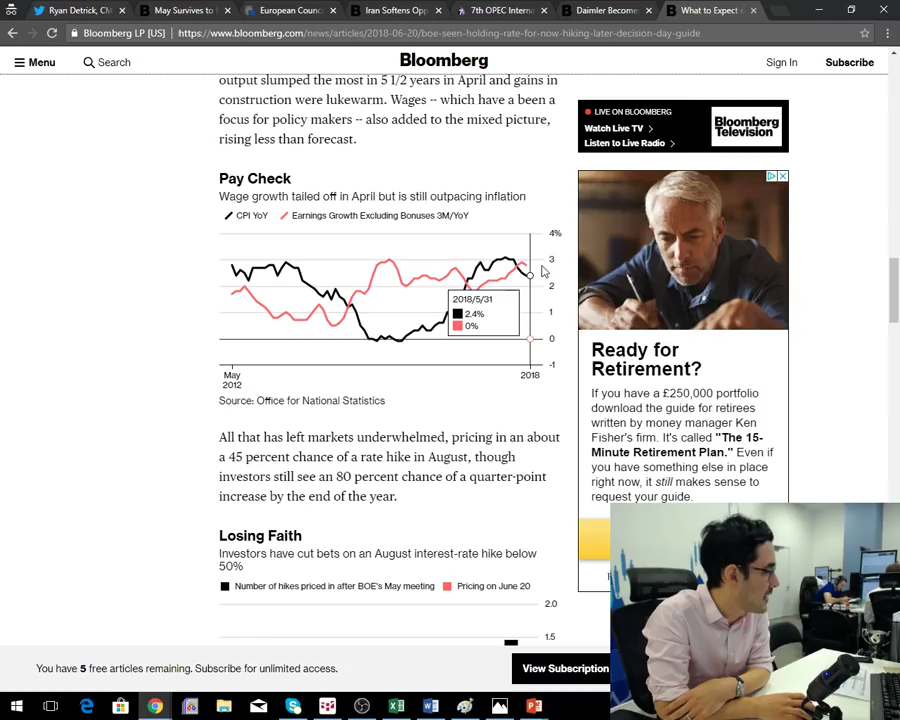 Ryan Detrick, CM
May Survives to
European Counc
Iran Softens Opp
7th OPEC Interna
Daimler Become
What to Expect
Bloomberg LP [US] | https://www.bloomberg.com/news/articles/2018-06-20/boe-seen-holding-rate-for-now-hiking-later-decision-day-guide
Menu
Search
Bloomberg
Sign In
Subscribe
output slumped the most in 5 1/2 years in April and gains in
construction were lukewarm. Wages -- which have a been a
focus for policy makers -- also added to the mixed picture,
rising less than forecast.
Pay Check
Wage growth tailed off in April but is still outpacing inflation
CPI YoY
Earnings Growth Excluding Bonuses 3M/YoY
4%
3
2
1
0
-1
2018/5/31
2.4%
0%
May
2012
2018
Source: Office for National Statistics
All that has left markets underwhelmed, pricing in an about
a 45 percent chance of a rate hike in August, though
investors still see an 80 percent chance of a quarter-point
increase by the end of the year.
Losing Faith
Investors have cut bets on an August interest-rate hike below
50%
Number of hikes priced in after BOE's May meeting
Pricing on June 20
2.0
1.5
LIVE ON BLOOMBERG
Watch Live TV
Listen to Live Radio
Bloomberg
Television
Ready for
Retirement?
If you have a £250,000 portfolio
download the guide for retirees
written by money manager Ken
Fisher's firm. It's called "The 15-
Minute Retirement Plan." Even if
you have something else in place
right now, it still makes sense to
request your guide.
You have 5 free articles remaining. Subscribe for unlimited access.
View Subscription